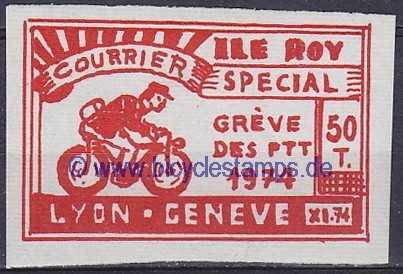 ILE ROY
COURRIER
SPECIAL
GRÈVE
DES PTT
1974
50
T.
© www.bicyclestamps.de
LYON - GENEVE
XI.74